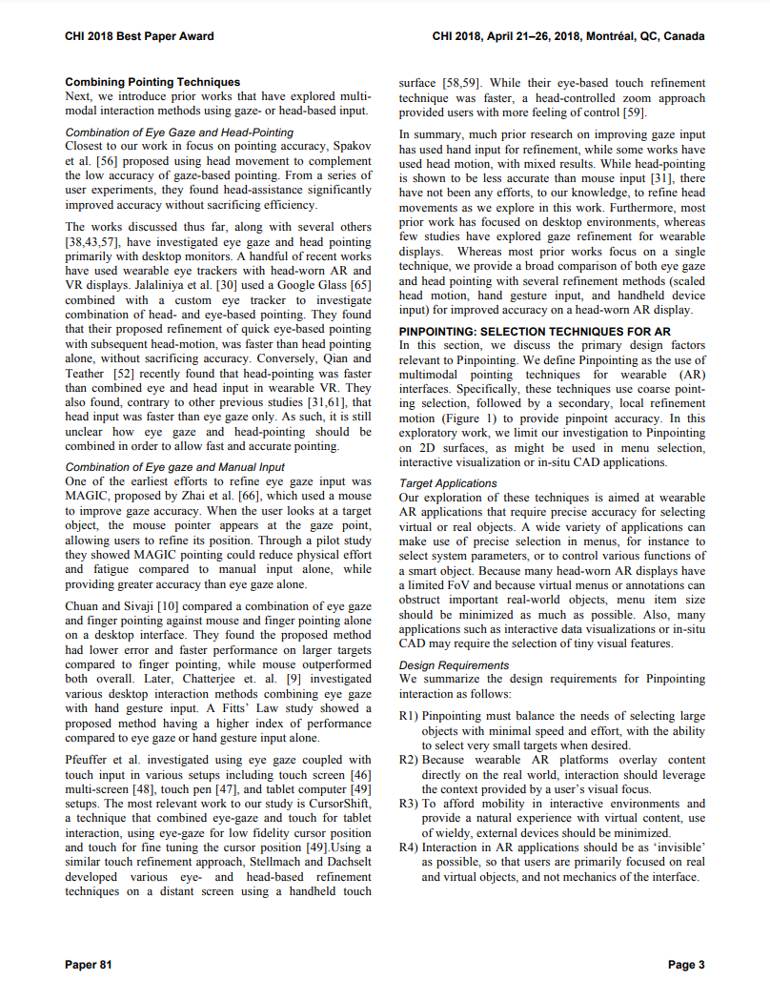 CHI 2018 Best Paper Award
CHI 2018, April 21–26, 2018, Montréal, QC, Canada
Combining Pointing Techniques
Next, we introduce prior works that have explored multi-
modal interaction methods using gaze- or head-based input.
Combination of Eye Gaze and Head-Pointing
Closest to our work in focus on pointing accuracy, Spakov
et al. [56] proposed using head movement to complement
the low accuracy of gaze-based pointing. From a series of
user experiments, they found head-assistance significantly
improved accuracy without sacrificing efficiency.
The works discussed thus far, along with several others
[38,43,57], have investigated eye gaze and head pointing
primarily with desktop monitors. A handful of recent works
have used wearable eye trackers with head-worn AR and
VR displays. Jalaliniya et al. [30] used a Google Glass [65]
combined with a custom eye tracker to investigate
combination of head- and eye-based pointing. They found
that their proposed refinement of quick eye-based pointing
with subsequent head-motion, was faster than head pointing
alone, without sacrificing accuracy. Conversely, Qian and
Teather [52] recently found that head-pointing was faster
than combined eye and head input in wearable VR. They
also found, contrary to other previous studies [31,61], that
head input was faster than eye gaze only. As such, it is still
unclear how eye gaze and head-pointing should be
combined in order to allow fast and accurate pointing.
Combination of Eye gaze and Manual Input
One of the earliest efforts to refine eye gaze input was
MAGIC, proposed by Zhai et al. [66], which used a mouse
to improve gaze accuracy. When the user looks at a target
object, the mouse pointer appears at the gaze point,
allowing users to refine its position. Through a pilot study
they showed MAGIC pointing could reduce physical effort
and fatigue compared to manual input alone, while
providing greater accuracy than eye gaze alone.
Chuan and Sivaji [10] compared a combination of eye gaze
and finger pointing against mouse and finger pointing alone
on a desktop interface. They found the proposed method
had lower error and faster performance on larger targets
compared to finger pointing, while mouse outperformed
both overall. Later, Chatterjee et. al. [9] investigated
various desktop interaction methods combining eye gaze
with hand gesture input. A Fitts’ Law study showed a
proposed method having a higher index of performance
compared to eye gaze or hand gesture input alone.
Pfeuffer et al. investigated using eye gaze coupled with
touch input in various setups including touch screen [46]
multi-screen [48], touch pen [47], and tablet computer [49]
setups. The most relevant work to our study is CursorShift,
a technique that combined eye-gaze and touch for tablet
interaction, using eye-gaze for low fidelity cursor position
and touch for fine tuning the cursor position [49].Using a
similar touch refinement approach, Stellmach and Dachselt
developed various eye- and head-based refinement
techniques on a distant screen using a handheld touch
surface [58,59]. While their eye-based touch refinement
technique was faster, a head-controlled zoom approach
provided users with more feeling of control [59].
In summary, much prior research on improving gaze input
has used hand input for refinement, while some works have
used head motion, with mixed results. While head-pointing
is shown to be less accurate than mouse input [31], there
have not been any efforts, to our knowledge, to refine head
movements as we explore in this work. Furthermore, most
prior work has focused on desktop environments, whereas
few studies have explored gaze refinement for wearable
displays. Whereas most prior works focus on a single
technique, we provide a broad comparison of both eye gaze
and head pointing with several refinement methods (scaled
head motion, hand gesture input, and handheld device
input) for improved accuracy on a head-worn AR display.
PINPOINTING: SELECTION TECHNIQUES FOR AR
In this section, we discuss the primary design factors
relevant to Pinpointing. We define Pinpointing as the use of
multimodal pointing techniques for wearable (AR)
interfaces. Specifically, these techniques use coarse point-
ing selection, followed by a secondary, local refinement
motion (Figure 1) to provide pinpoint accuracy. In this
exploratory work, we limit our investigation to Pinpointing
on 2D surfaces, as might be used in menu selection,
interactive visualization or in-situ CAD applications.
Target Applications
Our exploration of these techniques is aimed at wearable
AR applications that require precise accuracy for selecting
virtual or real objects. A wide variety of applications can
make use of precise selection in menus, for instance to
select system parameters, or to control various functions of
a smart object. Because many head-worn AR displays have
a limited FoV and because virtual menus or annotations can
obstruct important real-world objects, menu item size
should be minimized as much as possible. Also, many
applications such as interactive data visualizations or in-situ
CAD may require the selection of tiny visual features.
Design Requirements
We summarize the design requirements for Pinpointing
interaction as follows:
R1) Pinpointing must balance the needs of selecting large
objects with minimal speed and effort, with the ability
to select very small targets when desired.
R2) Because wearable AR platforms overlay content
directly on the real world, interaction should leverage
the context provided by a user’s visual focus.
R3) To afford mobility in interactive environments and
provide a natural experience with virtual content, use
of wieldy, external devices should be minimized.
R4) Interaction in AR applications should be as ‘invisible’
as possible, so that users are primarily focused on real
and virtual objects, and not mechanics of the interface.
Paper 81
Page 3